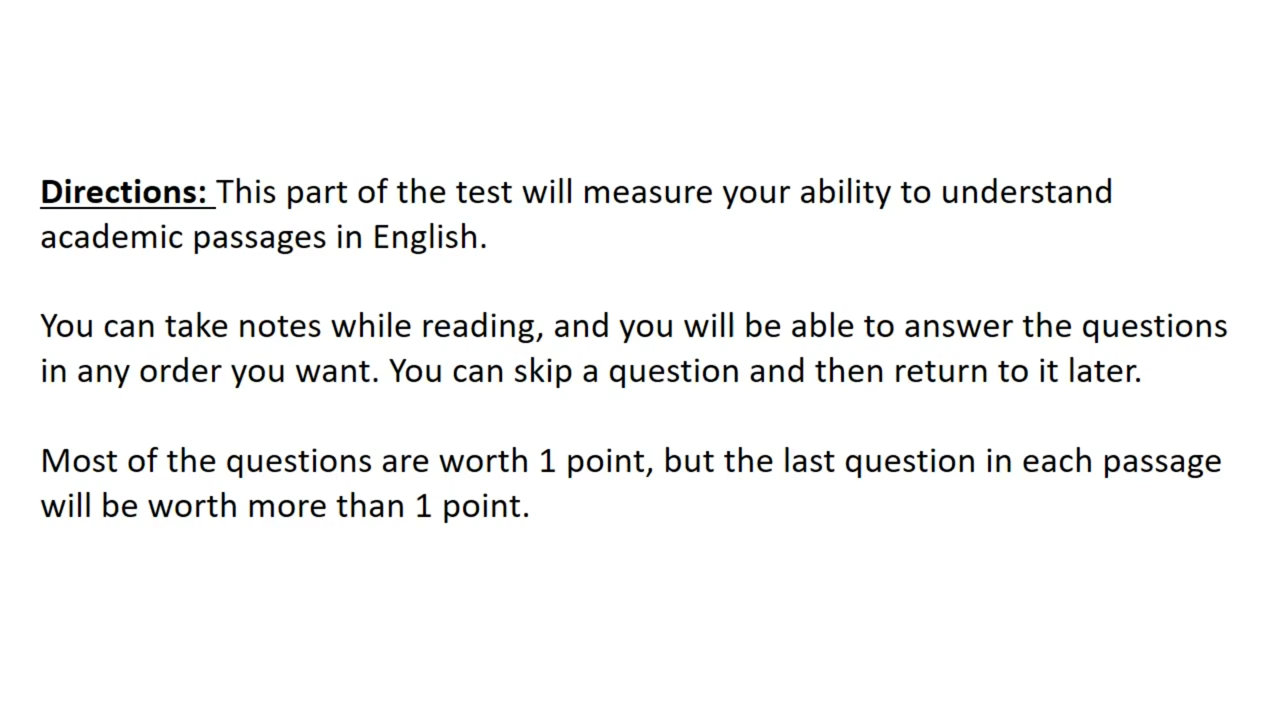 Directions: This part of the test will measure your ability to understand
academic passages in English.
You can take notes while reading, and you will be able to answer the questions
in any order you want. You can skip a question and then return to it later.
Most of the questions are worth 1 point, but the last question in each passage
will be worth more than 1 point.